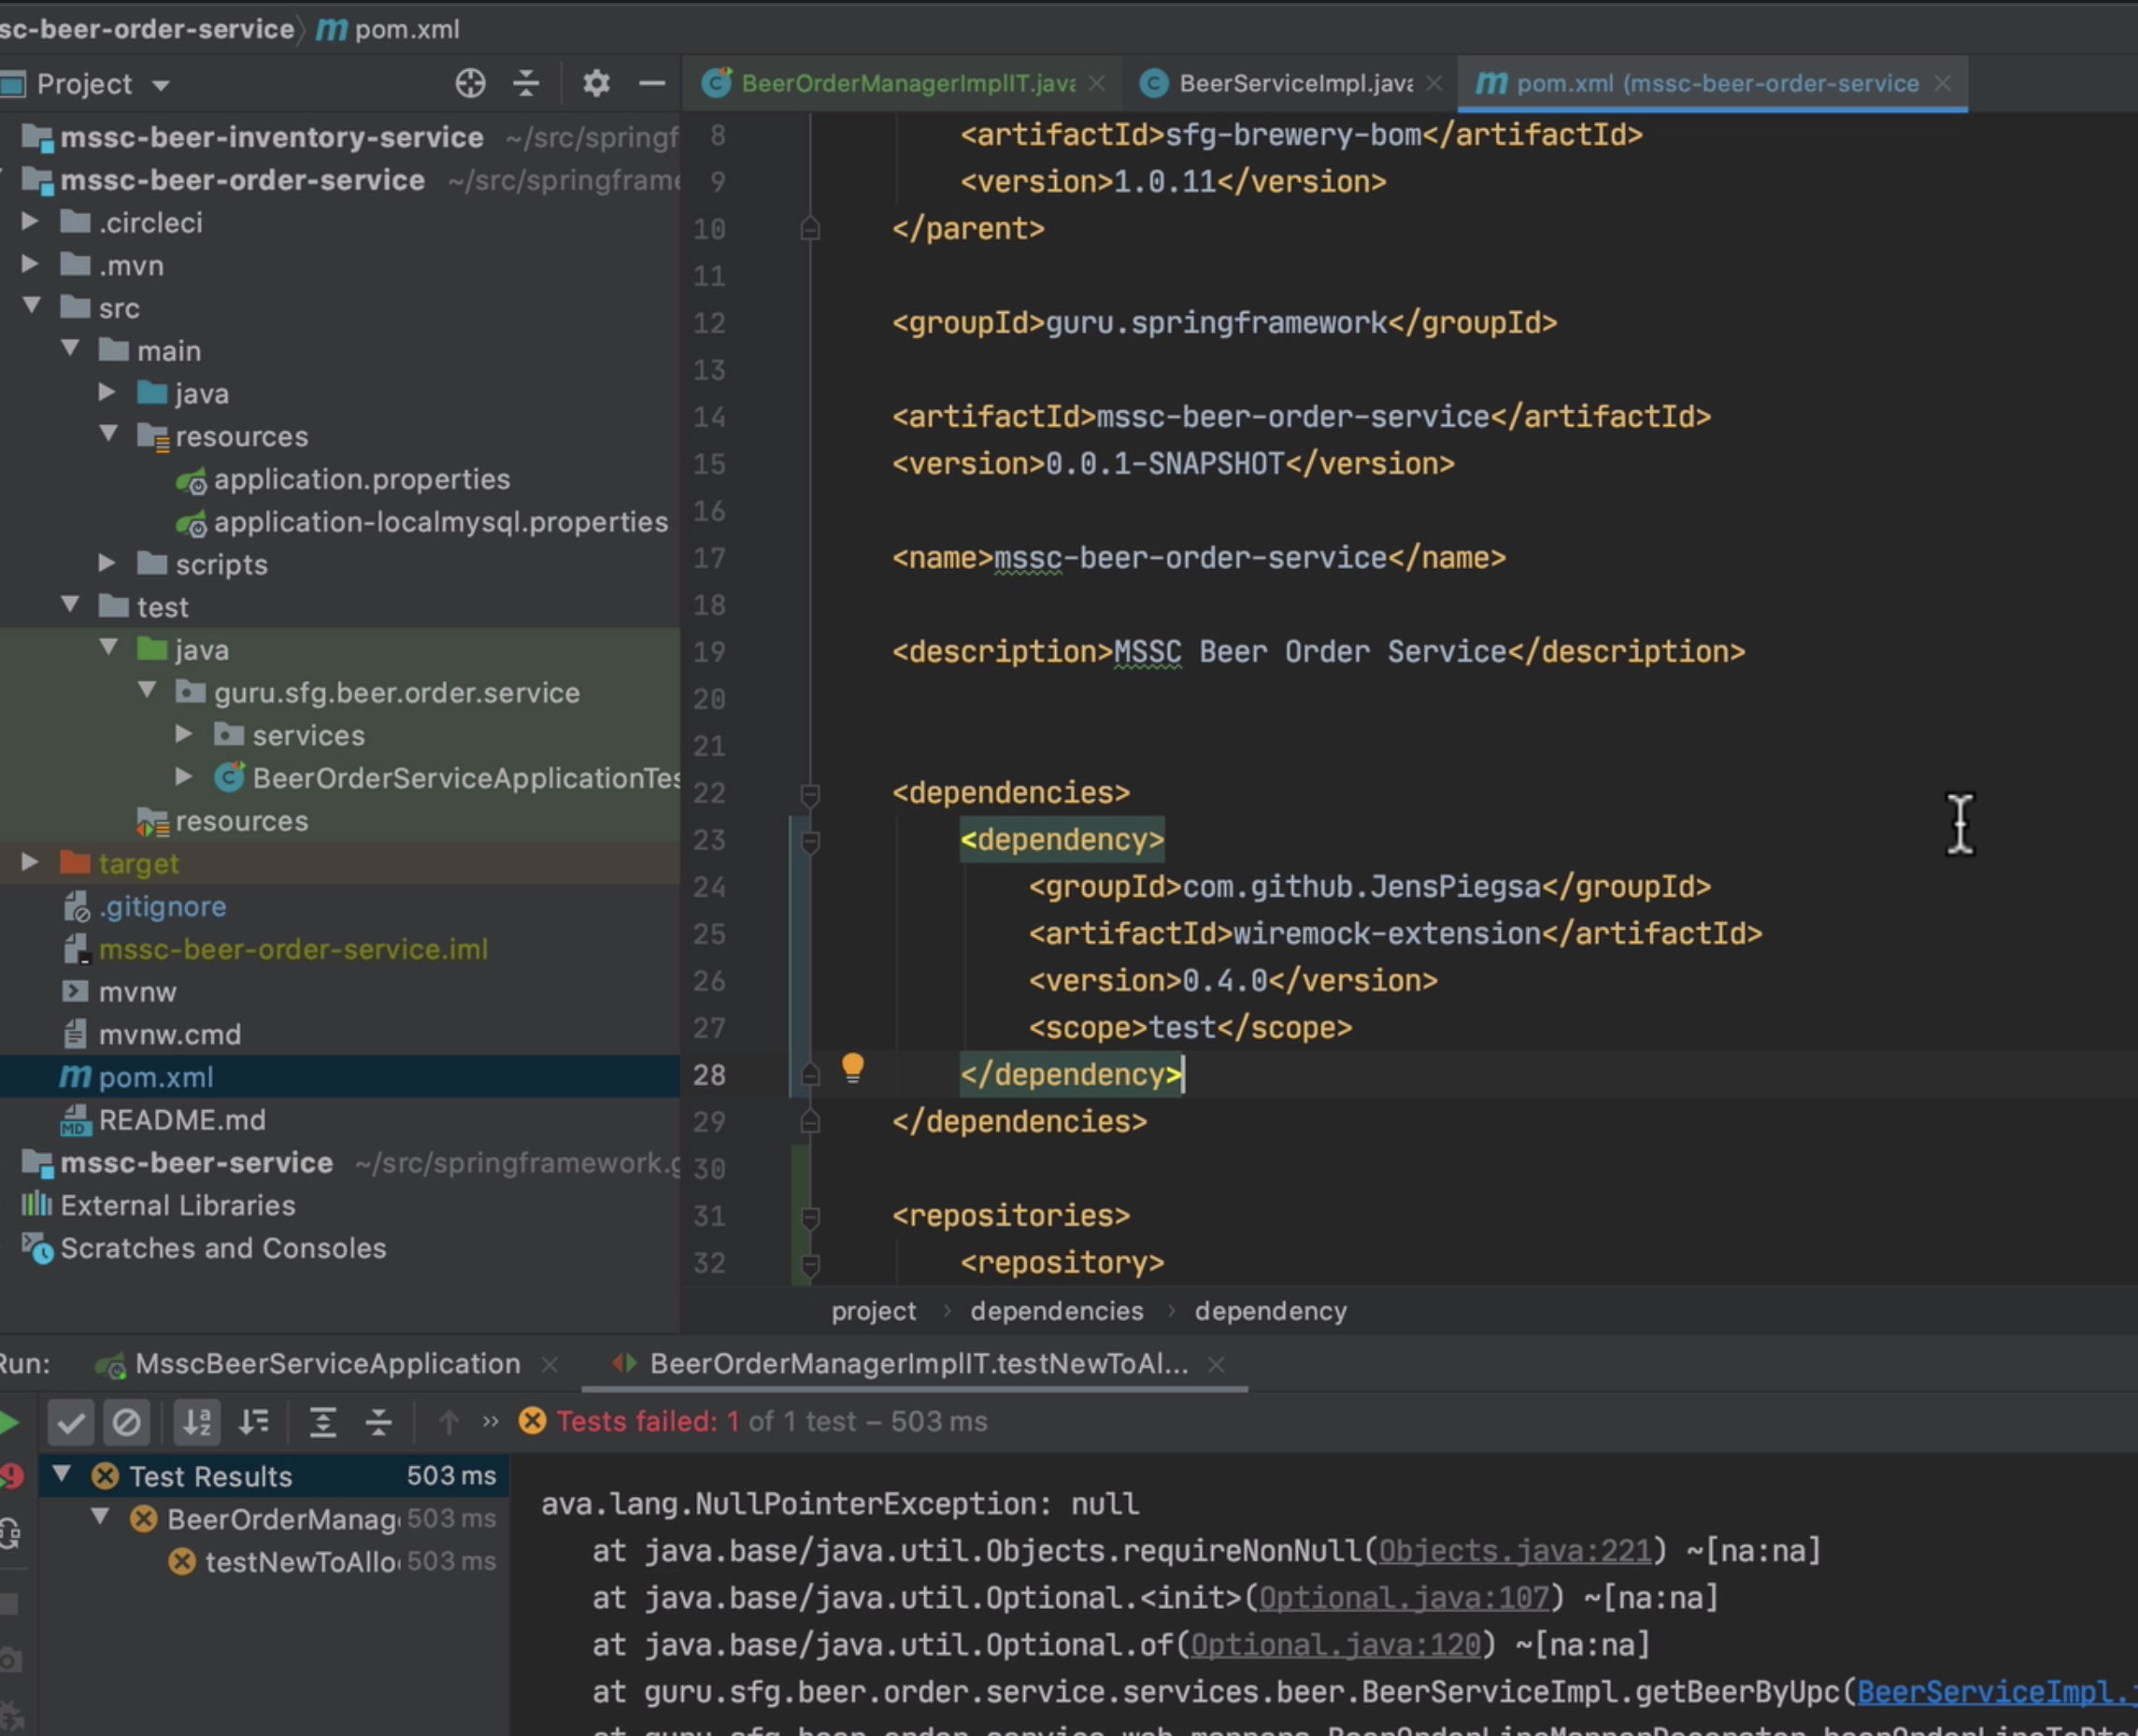 sc-beer-order-service
pom.xml
Project
mssc-beer-inventory-service ~/src/springf
mssc-beer-order-service ~/src/springframe
.circleci
.mvn
src
main
java
resources
application.properties
application-localmysql.properties
scripts
test
java
guru.sfg.beer.order.service
services
BeerOrderServiceApplicationTes
resources
target
.gitignore
mssc-beer-order-service.iml
mvnw
mvnw.cmd
pom.xml
README.md
mssc-beer-service ~/src/springframework.g
External Libraries
Scratches and Consoles
BeerOrderManagerImplIT.java
BeerServiceImpl.java
pom.xml (mssc-beer-order-service
8 <artifactId>sfg-brewery-bom</artifactId>
9 <version>1.0.11</version>
10 </parent>
11
12 <groupId>guru.springframework</groupId>
13
14 <artifactId>mssc-beer-order-service</artifactId>
15 <version>0.0.1-SNAPSHOT</version>
16
17 <name>mssc-beer-order-service</name>
18
19 <description>MSSC Beer Order Service</description>
20
21
22 <dependencies>
23 <dependency>
24 <groupId>com.github.JensPiegsa</groupId>
25 <artifactId>wiremock-extension</artifactId>
26 <version>0.4.0</version>
27 <scope>test</scope>
28 </dependency>
29 </dependencies>
30
31 <repositories>
32 <repository>
project › dependencies › dependency
Run:
MsscBeerServiceApplication
BeerOrderManagerImplIT.testNewToAl...
Tests failed: 1 of 1 test – 503 ms
Test Results 503 ms
BeerOrderManag 503 ms
testNewToAllo 503 ms
ava.lang.NullPointerException: null
at java.base/java.util.Objects.requireNonNull(Objects.java:221) ~[na:na]
at java.base/java.util.Optional.<init>(Optional.java:107) ~[na:na]
at java.base/java.util.Optional.of(Optional.java:120) ~[na:na]
at guru.sfg.beer.order.service.services.beer.BeerServiceImpl.getBeerByUpc(BeerServiceImpl.